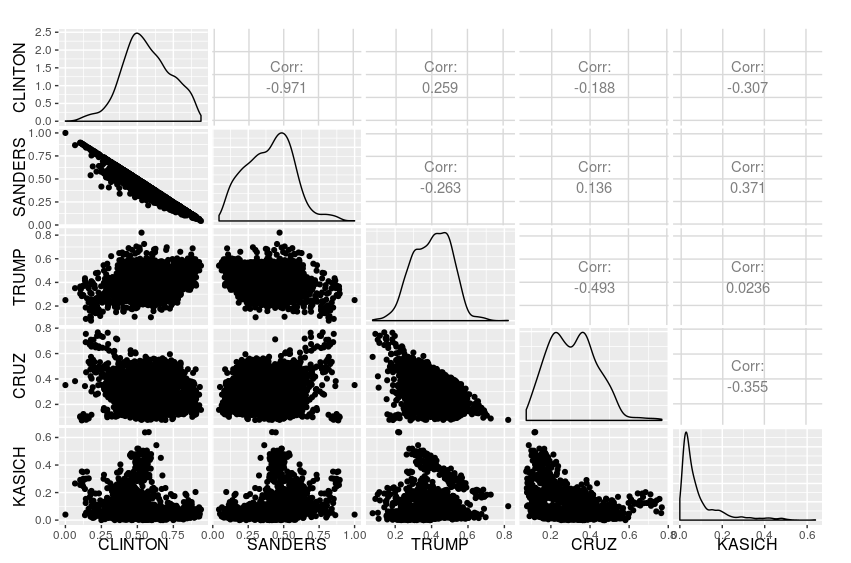 CLINTON
2.5
2.0
1.5
1.0
0.5
0.0
Corr:
-0.971
Corr:
0.259
Corr:
-0.188
Corr:
-0.307
SANDERS
1.00
0.75
0.50
0.25
0.00
Corr:
-0.263
Corr:
0.136
Corr:
0.371
TRUMP
0.8
0.6
0.4
0.2
Corr:
-0.493
Corr:
0.0236
CRUZ
0.8
0.6
0.4
0.2
Corr:
-0.355
KASICH
0.6
0.4
0.2
0.0
0.00 0.25 0.50 0.75 0.00 0.25 0.50 0.75 1.00 0.2 0.4 0.6 0.8 0.2 0.4 0.6 0.2 0.4 0.6
CLINTON SANDERS TRUMP CRUZ KASICH